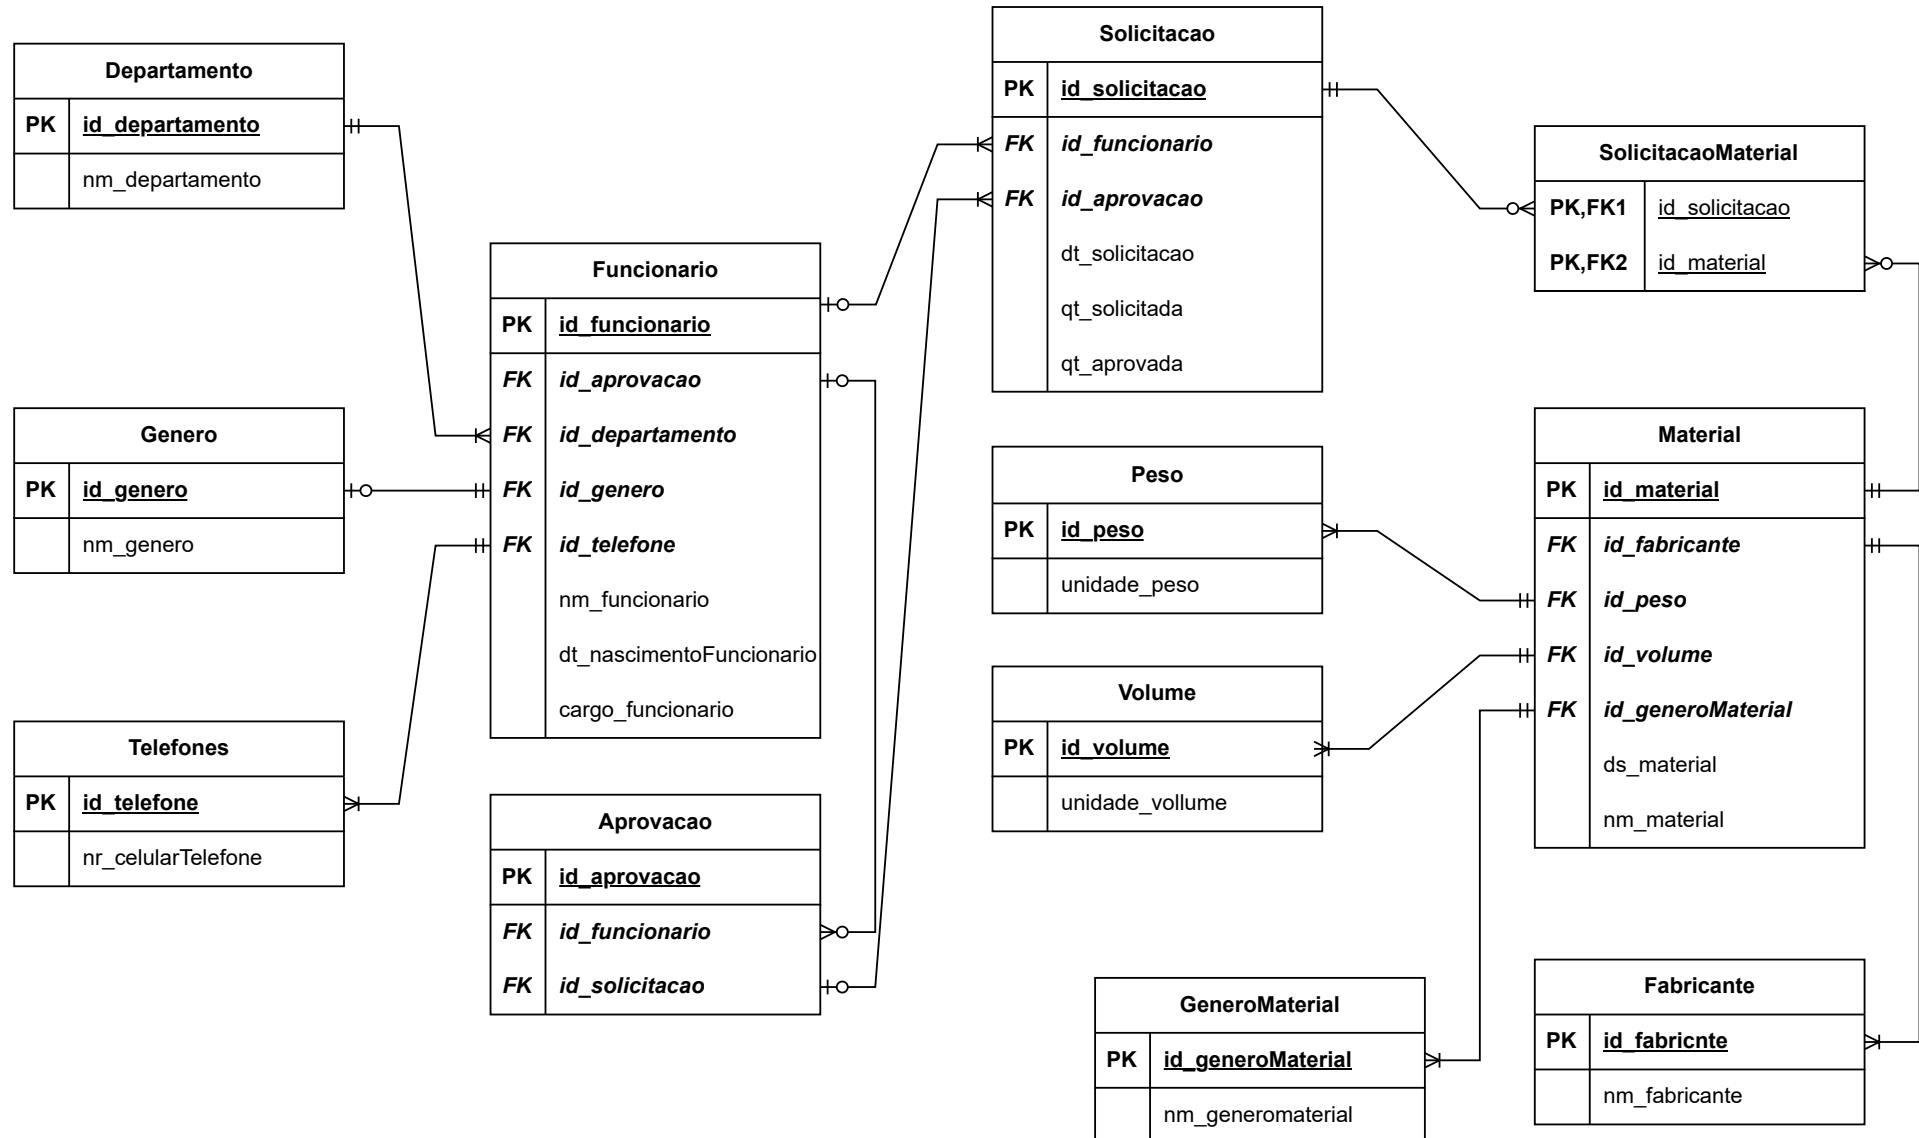 Departamento
PK id_departamento
nm_departamento
Genero
PK id_genero
nm_genero
Telefones
PK id_telefone
nr_celularTelefone
Funcionario
PK id_funcionario
FK id_aprovacao
FK id_departamento
FK id_genero
FK id_telefone
nm_funcionario
dt_nascimentoFuncionario
cargo_funcionario
Aprovacao
PK id_aprovacao
FK id_funcionario
FK id_solicitacao
Solicitacao
PK id_solicitacao
FK id_funcionario
FK id_aprovacao
dt_solicitacao
qt_solicitada
qt_aprovada
Peso
PK id_peso
unidade_peso
Volume
PK id_volume
unidade_vollume
GeneroMaterial
PK id_generoMaterial
nm_generomaterial
SolicitacaoMaterial
PK,FK1 id_solicitacao
PK,FK2 id_material
Material
PK id_material
FK id_fabricante
FK id_peso
FK id_volume
FK id_generoMaterial
ds_material
nm_material
Fabricante
PK id_fabricnte
nm_fabricante